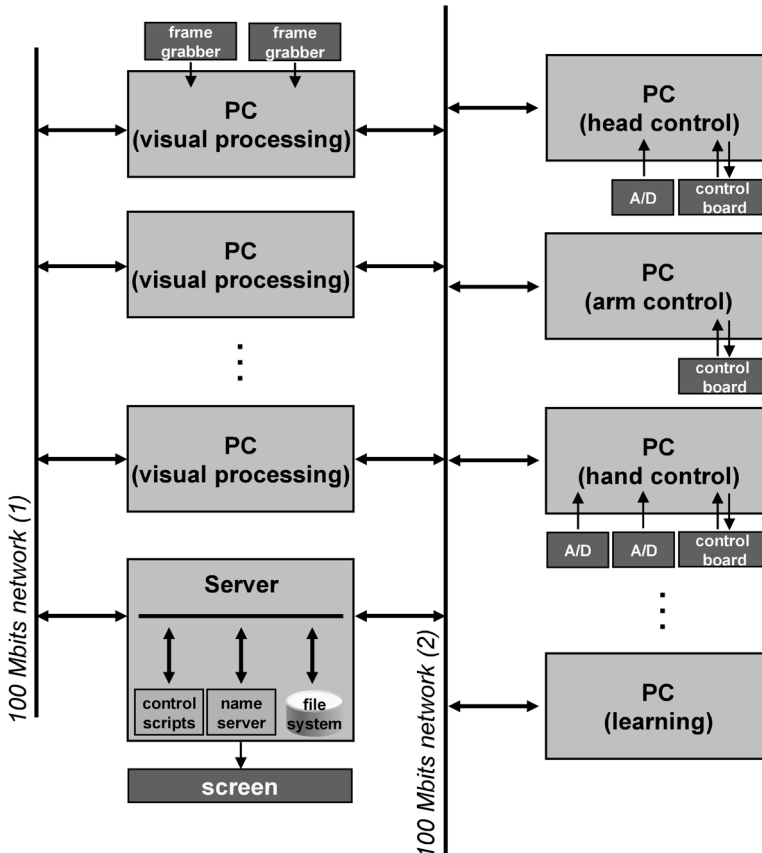 frame
grabber
frame
grabber
PC
(visual processing)
PC
(visual processing)
PC
(visual processing)
Server
control
scripts
name
server
file
system
screen
100 Mbits network (1)
100 Mbits network (2)
PC
(head control)
A/D
control
board
PC
(arm control)
control
board
PC
(hand control)
A/D
A/D
control
board
PC
(learning)